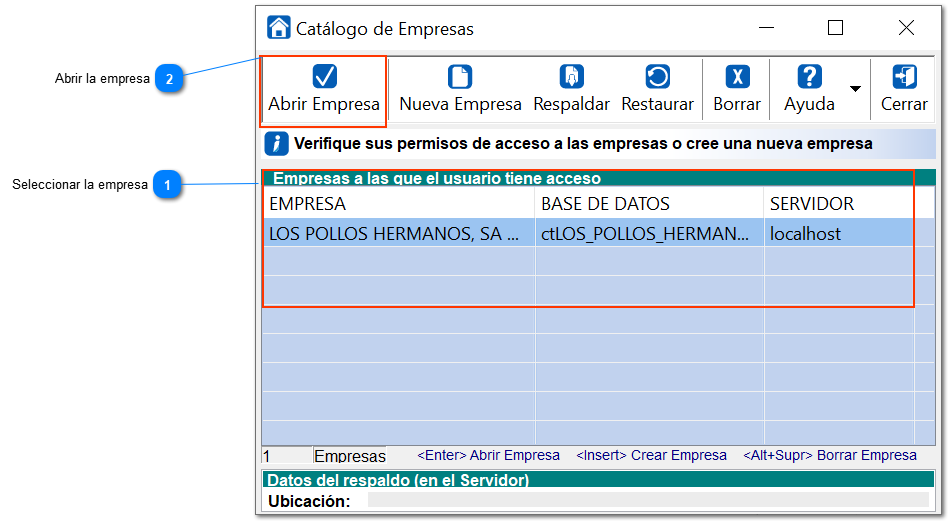 Catálogo de Empresas
Abrir la empresa 2
Abrir Empresa Nueva Empresa Respaldar Restaurar Borrar Ayuda Cerrar
Verifique sus permisos de acceso a las empresas o cree una nueva empresa
Seleccionar la empresa 1
Empresas a las que el usuario tiene acceso
EMPRESA BASE DE DATOS SERVIDOR
LOS POLLOS HERMANOS, SA ... ctLOS_POLLOS_HERMAN... localhost
1 Empresas <Enter> Abrir Empresa <Insert> Crear Empresa <Alt+Supr> Borrar Empresa
Datos del respaldo (en el Servidor)
Ubicación: